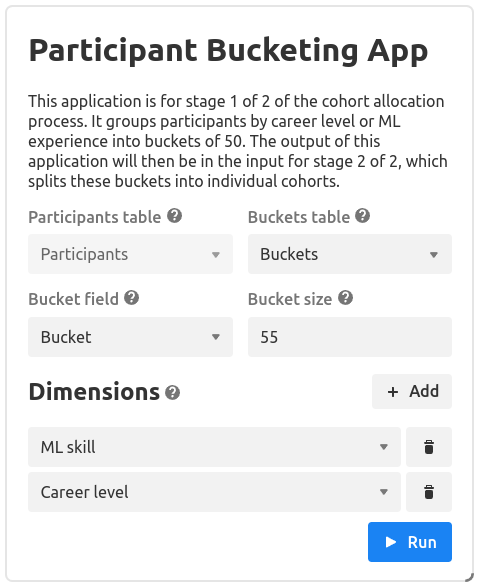 Participant Bucketing App
This application is for stage 1 of 2 of the cohort allocation
process. It groups participants by career level or ML
experience into buckets of 50. The output of this
application will then be in the input for stage 2 of 2, which
splits these buckets into individual cohorts.
Participants table ? Buckets table ?
Participants Buckets
Bucket field ? Bucket size ?
Bucket 55
Dimensions ? + Add
ML skill
Career level
Run